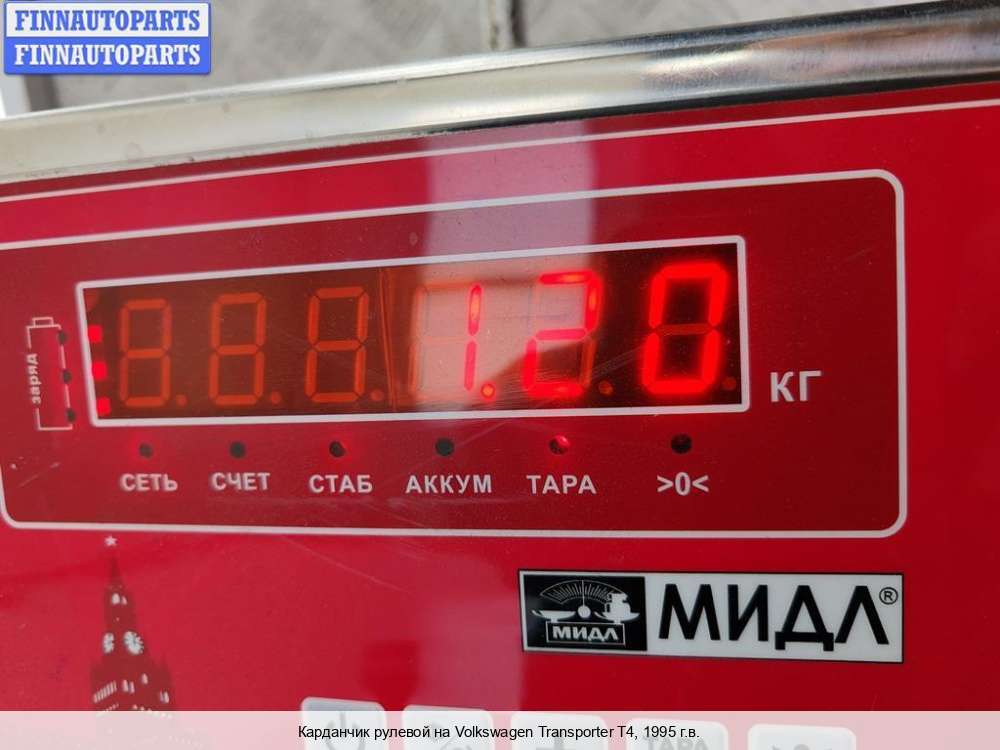 FINNAUTOPARTS
FINNAUTOPARTS
1.20
КГ
заряд
СЕТЬ СЧЕТ СТАБ АККУМ ТАРА >0<
МИДЛ МИДЛ®
ТАРА
Карданчик рулевой на Volkswagen Transporter T4, 1995 г.в.